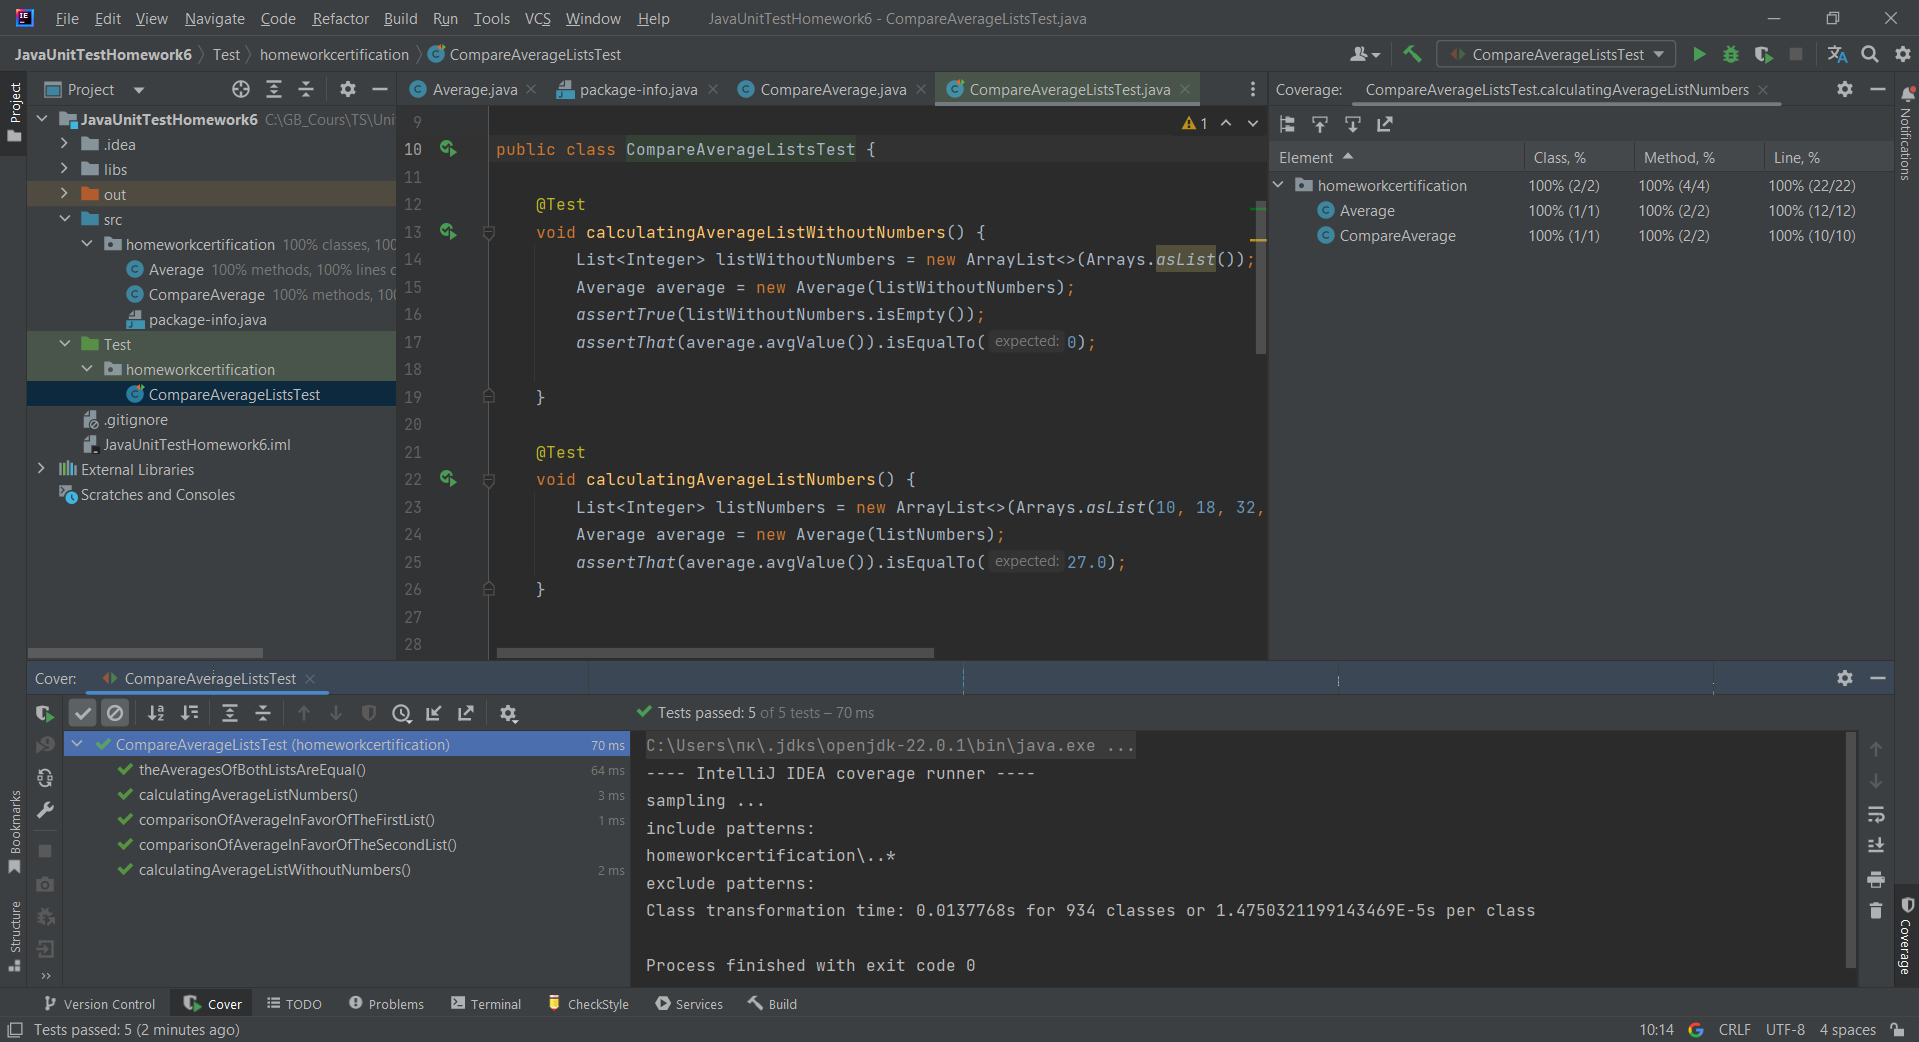 File Edit View Navigate Code Refactor Build Run Tools VCS Window Help JavaUnitTestHomework6 - CompareAverageListsTest.java
JavaUnitTestHomework6 Test homeworkcertification CompareAverageListsTest CompareAverageListsTest
Project
Project
JavaUnitTestHomework6 C:\GB_Cours\TS\Uni
.idea
libs
out
src
homeworkcertification 100% classes, 100
Average 100% methods, 100% lines c
CompareAverage 100% methods, 100
package-info.java
Test
homeworkcertification
CompareAverageListsTest
.gitignore
JavaUnitTestHomework6.iml
External Libraries
Scratches and Consoles
Average.java package-info.java CompareAverage.java CompareAverageListsTest.java
1
9
10 public class CompareAverageListsTest {
11
12 @Test
13 void calculatingAverageListWithoutNumbers() {
14 List<Integer> listWithoutNumbers = new ArrayList<>(Arrays.asList());
15 Average average = new Average(listWithoutNumbers);
16 assertTrue(listWithoutNumbers.isEmpty());
17 assertThat(average.avgValue()).isEqualTo( expected: 0);
18
19 }
20
21 @Test
22 void calculatingAverageListNumbers() {
23 List<Integer> listNumbers = new ArrayList<>(Arrays.asList(10, 18, 32,
24 Average average = new Average(listNumbers);
25 assertThat(average.avgValue()).isEqualTo( expected: 27.0);
26 }
27
28
Coverage: CompareAverageListsTest.calculatingAverageListNumbers
Element Class, % Method, % Line, %
homeworkcertification 100% (2/2) 100% (4/4) 100% (22/22)
Average 100% (1/1) 100% (2/2) 100% (12/12)
CompareAverage 100% (1/1) 100% (2/2) 100% (10/10)
Notifications
Cover: CompareAverageListsTest
Tests passed: 5 of 5 tests – 70 ms
CompareAverageListsTest (homeworkcertification) 70 ms
theAveragesOfBothListsAreEqual() 64 ms
calculatingAverageListNumbers() 3 ms
comparisonOfAverageInFavorOfTheFirstList() 1 ms
comparisonOfAverageInFavorOfTheSecondList()
calculatingAverageListWithoutNumbers() 2 ms
C:\Users\пк\.jdks\openjdk-22.0.1\bin\java.exe ...
---- IntelliJ IDEA coverage runner ----
sampling ...
include patterns:
homeworkcertification\..*
exclude patterns:
Class transformation time: 0.0137768s for 934 classes or 1.4750321199143469E-5s per class
Process finished with exit code 0
Bookmarks
Structure
Coverage
Version Control Cover TODO Problems Terminal CheckStyle Services Build
Tests passed: 5 (2 minutes ago) 10:14 CRLF UTF-8 4 spaces